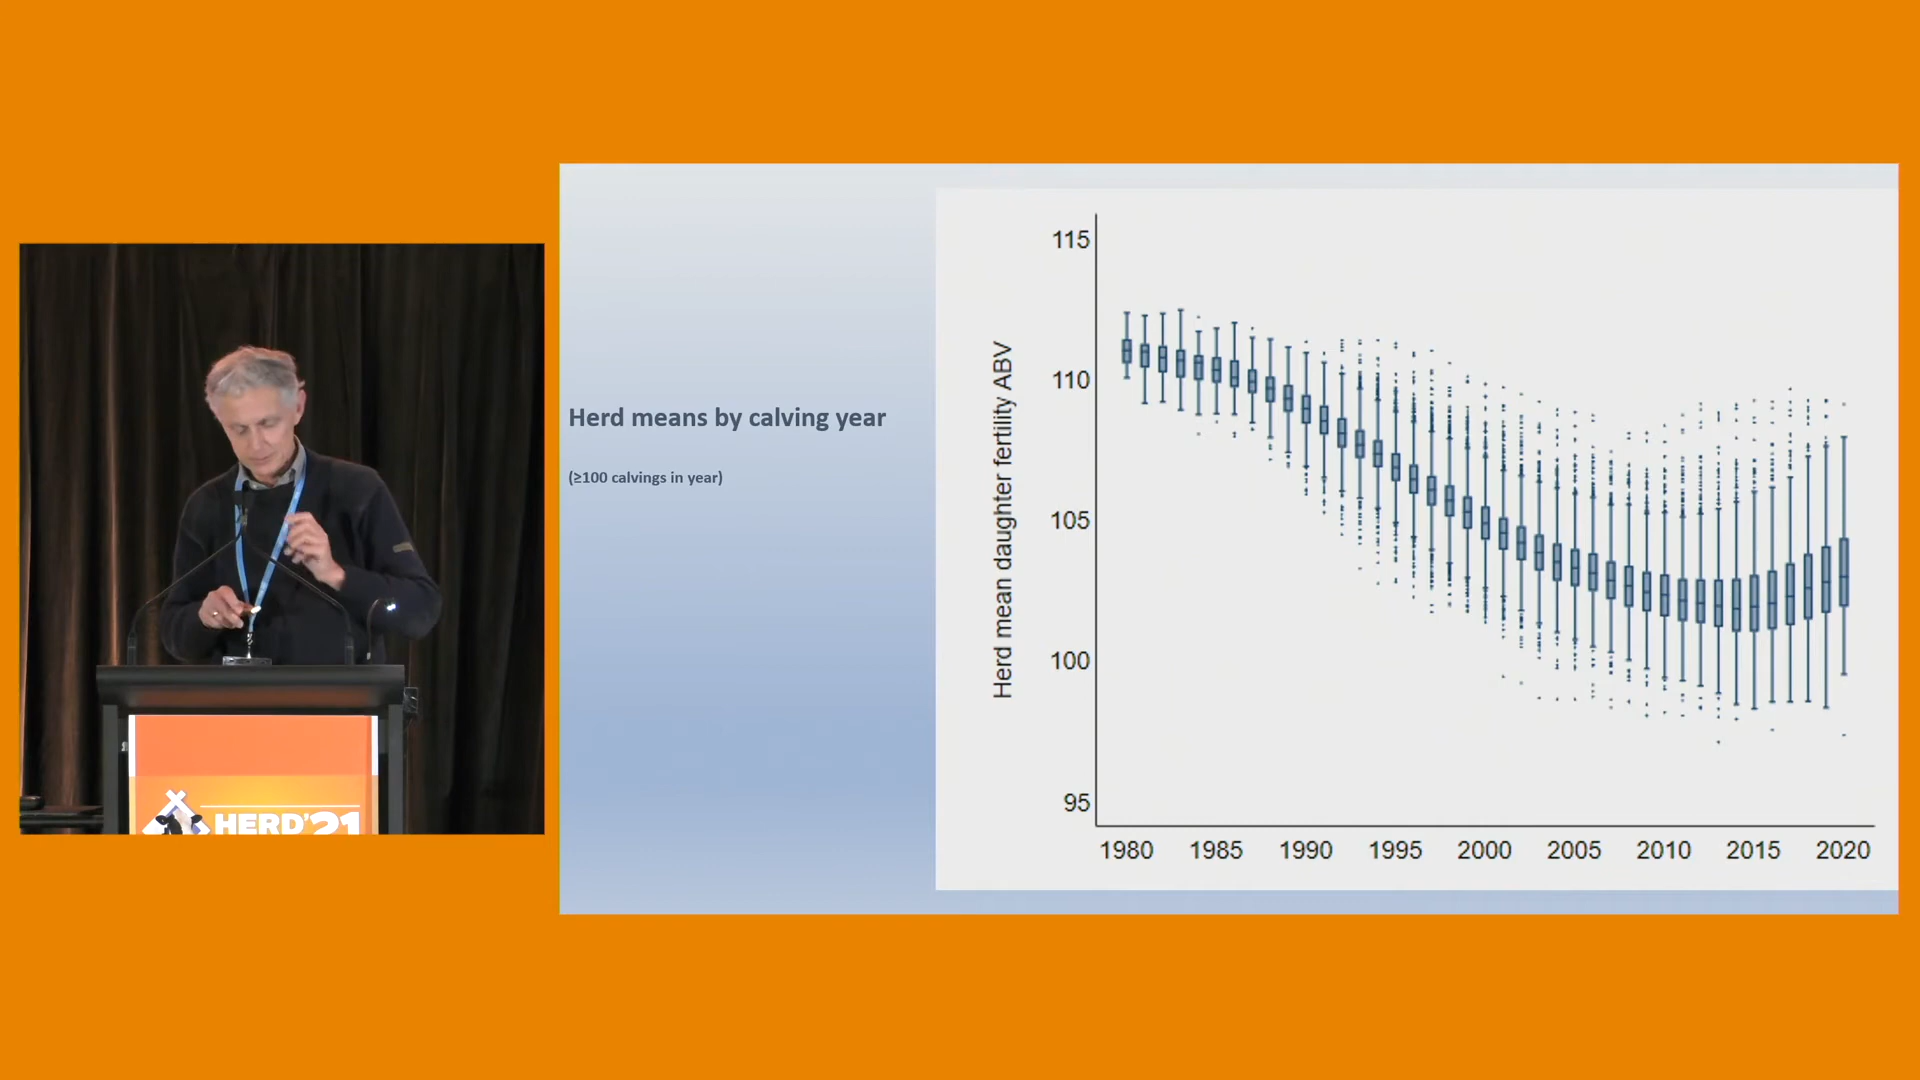 Herd means by calving year
(≥100 calvings in year)
Herd mean daughter fertility ABV
115
110
105
100
95
1980 1985 1990 1995 2000 2005 2010 2015 2020
HERD'21